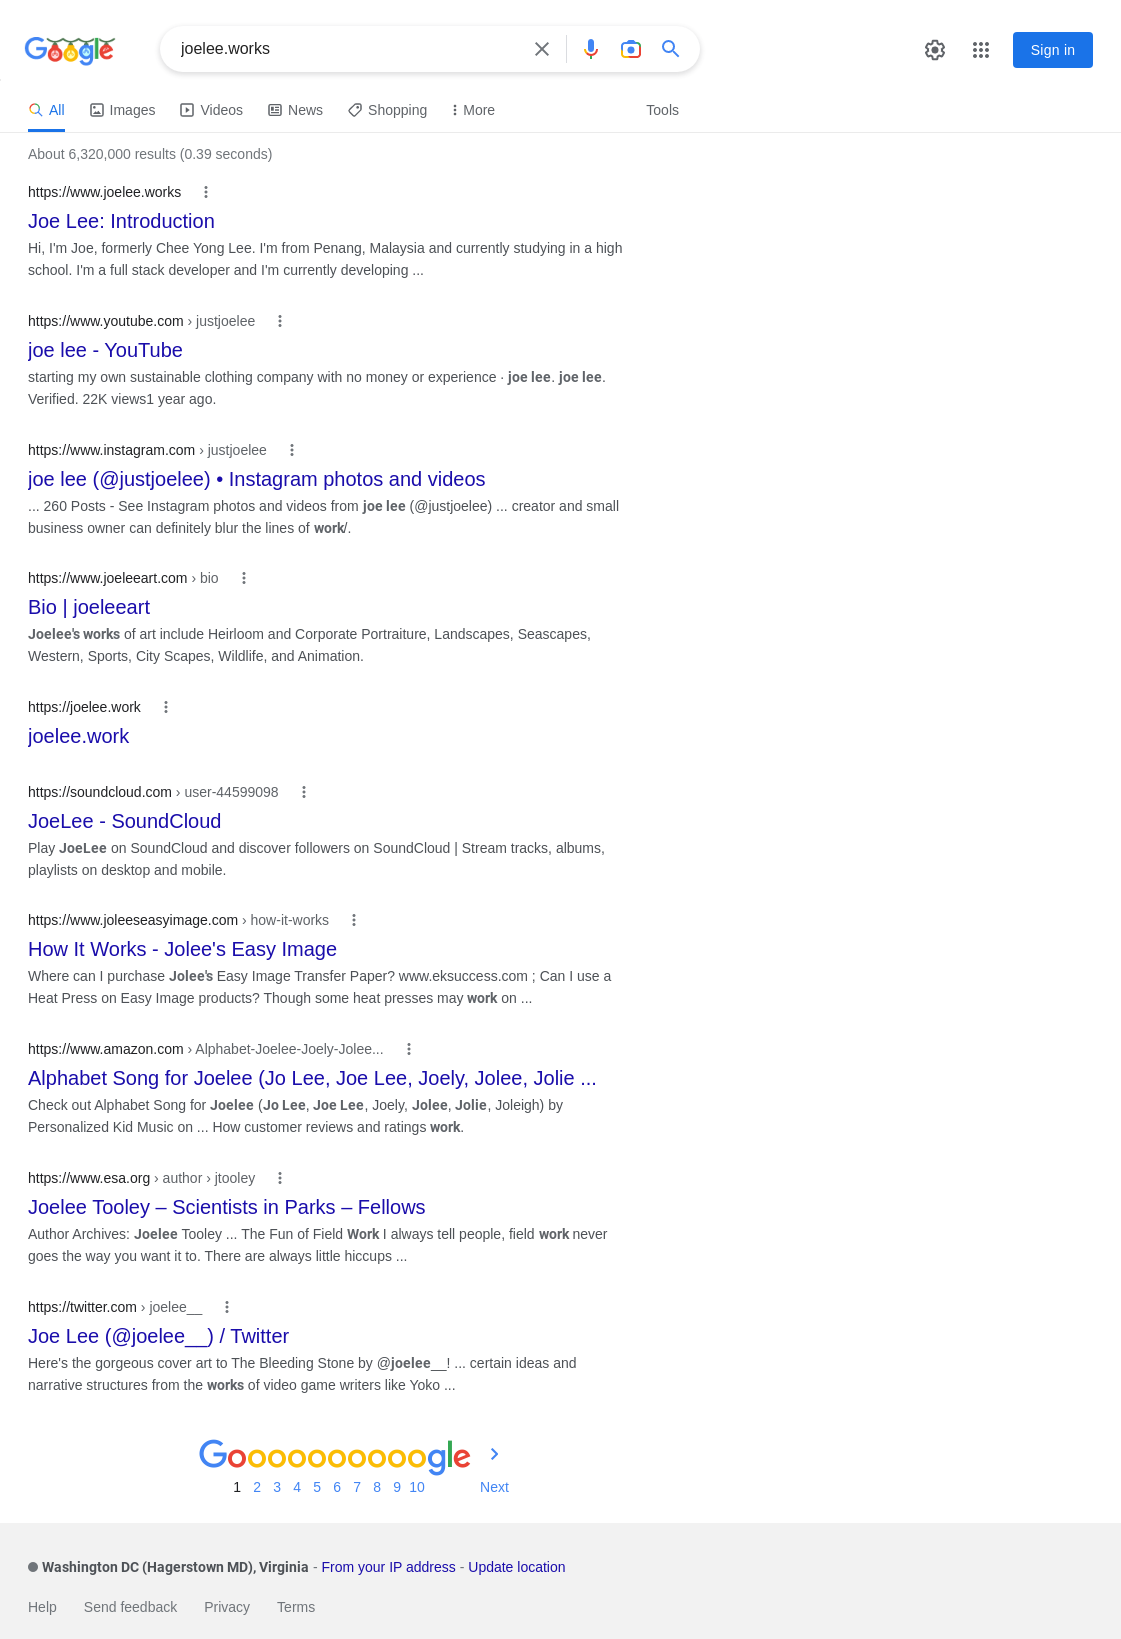 Google
joelee.works
Sign in
All Images Videos News Shopping More Tools
About 6,320,000 results (0.39 seconds)
https://www.joelee.works
Joe Lee: Introduction
Hi, I'm Joe, formerly Chee Yong Lee. I'm from Penang, Malaysia and currently studying in a high
school. I'm a full stack developer and I'm currently developing ...
https://www.youtube.com › justjoelee
joe lee - YouTube
starting my own sustainable clothing company with no money or experience · joe lee. joe lee.
Verified. 22K views1 year ago.
https://www.instagram.com › justjoelee
joe lee (@justjoelee) • Instagram photos and videos
... 260 Posts - See Instagram photos and videos from joe lee (@justjoelee) ... creator and small
business owner can definitely blur the lines of work/.
https://www.joeleeart.com › bio
Bio | joeleeart
Joelee's works of art include Heirloom and Corporate Portraiture, Landscapes, Seascapes,
Western, Sports, City Scapes, Wildlife, and Animation.
https://joelee.work
joelee.work
https://soundcloud.com › user-44599098
JoeLee - SoundCloud
Play JoeLee on SoundCloud and discover followers on SoundCloud | Stream tracks, albums,
playlists on desktop and mobile.
https://www.joleeseasyimage.com › how-it-works
How It Works - Jolee's Easy Image
Where can I purchase Jolee's Easy Image Transfer Paper? www.eksuccess.com ; Can I use a
Heat Press on Easy Image products? Though some heat presses may work on ...
https://www.amazon.com › Alphabet-Joelee-Joely-Jolee...
Alphabet Song for Joelee (Jo Lee, Joe Lee, Joely, Jolee, Jolie ...
Check out Alphabet Song for Joelee (Jo Lee, Joe Lee, Joely, Jolee, Jolie, Joleigh) by
Personalized Kid Music on ... How customer reviews and ratings work.
https://www.esa.org › author › jtooley
Joelee Tooley – Scientists in Parks – Fellows
Author Archives: Joelee Tooley ... The Fun of Field Work I always tell people, field work never
goes the way you want it to. There are always little hiccups ...
https://twitter.com › joelee__
Joe Lee (@joelee__) / Twitter
Here's the gorgeous cover art to The Bleeding Stone by @joelee__! ... certain ideas and
narrative structures from the works of video game writers like Yoko ...
Goooooooooogle
1 2 3 4 5 6 7 8 9 10 Next
Washington DC (Hagerstown MD), Virginia - From your IP address - Update location
Help Send feedback Privacy Terms